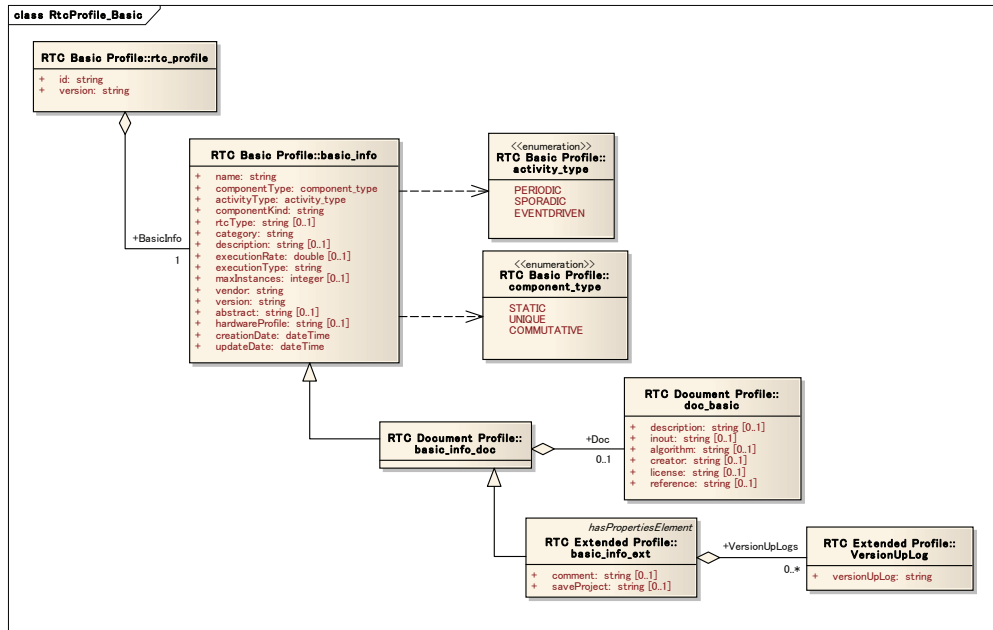 class RtcProfile_Basic
RTC Basic Profile::rtc_profile
+ id: string
+ version: string
RTC Basic Profile::basic_info
+ name: string
+ componentType: component_type
+ activityType: activity_type
+ componentKind: string
+ rtcType: string [0..1]
+ category: string
+ description: string [0..1]
+ executionRate: double [0..1]
+ executionType: string
+ maxInstances: integer [0..1]
+ vendor: string
+ version: string
+ abstract: string [0..1]
+ hardwareProfile: string [0..1]
+ creationDate: dateTime
+ updateDate: dateTime
+BasicInfo
1
<<enumeration>>
RTC Basic Profile::
activity_type
PERIODIC
SPORADIC
EVENTDRIVEN
<<enumeration>>
RTC Basic Profile::
component_type
STATIC
UNIQUE
COMMUTATIVE
RTC Document Profile::
basic_info_doc
+Doc
0..1
RTC Document Profile::
doc_basic
+ description: string [0..1]
+ inout: string [0..1]
+ algorithm: string [0..1]
+ creator: string [0..1]
+ license: string [0..1]
+ reference: string [0..1]
hasPropertiesElement
RTC Extended Profile::
basic_info_ext
+ comment: string [0..1]
+ saveProject: string [0..1]
+VersionUpLogs
0..*
RTC Extended Profile::
VersionUpLog
+ versionUpLog: string